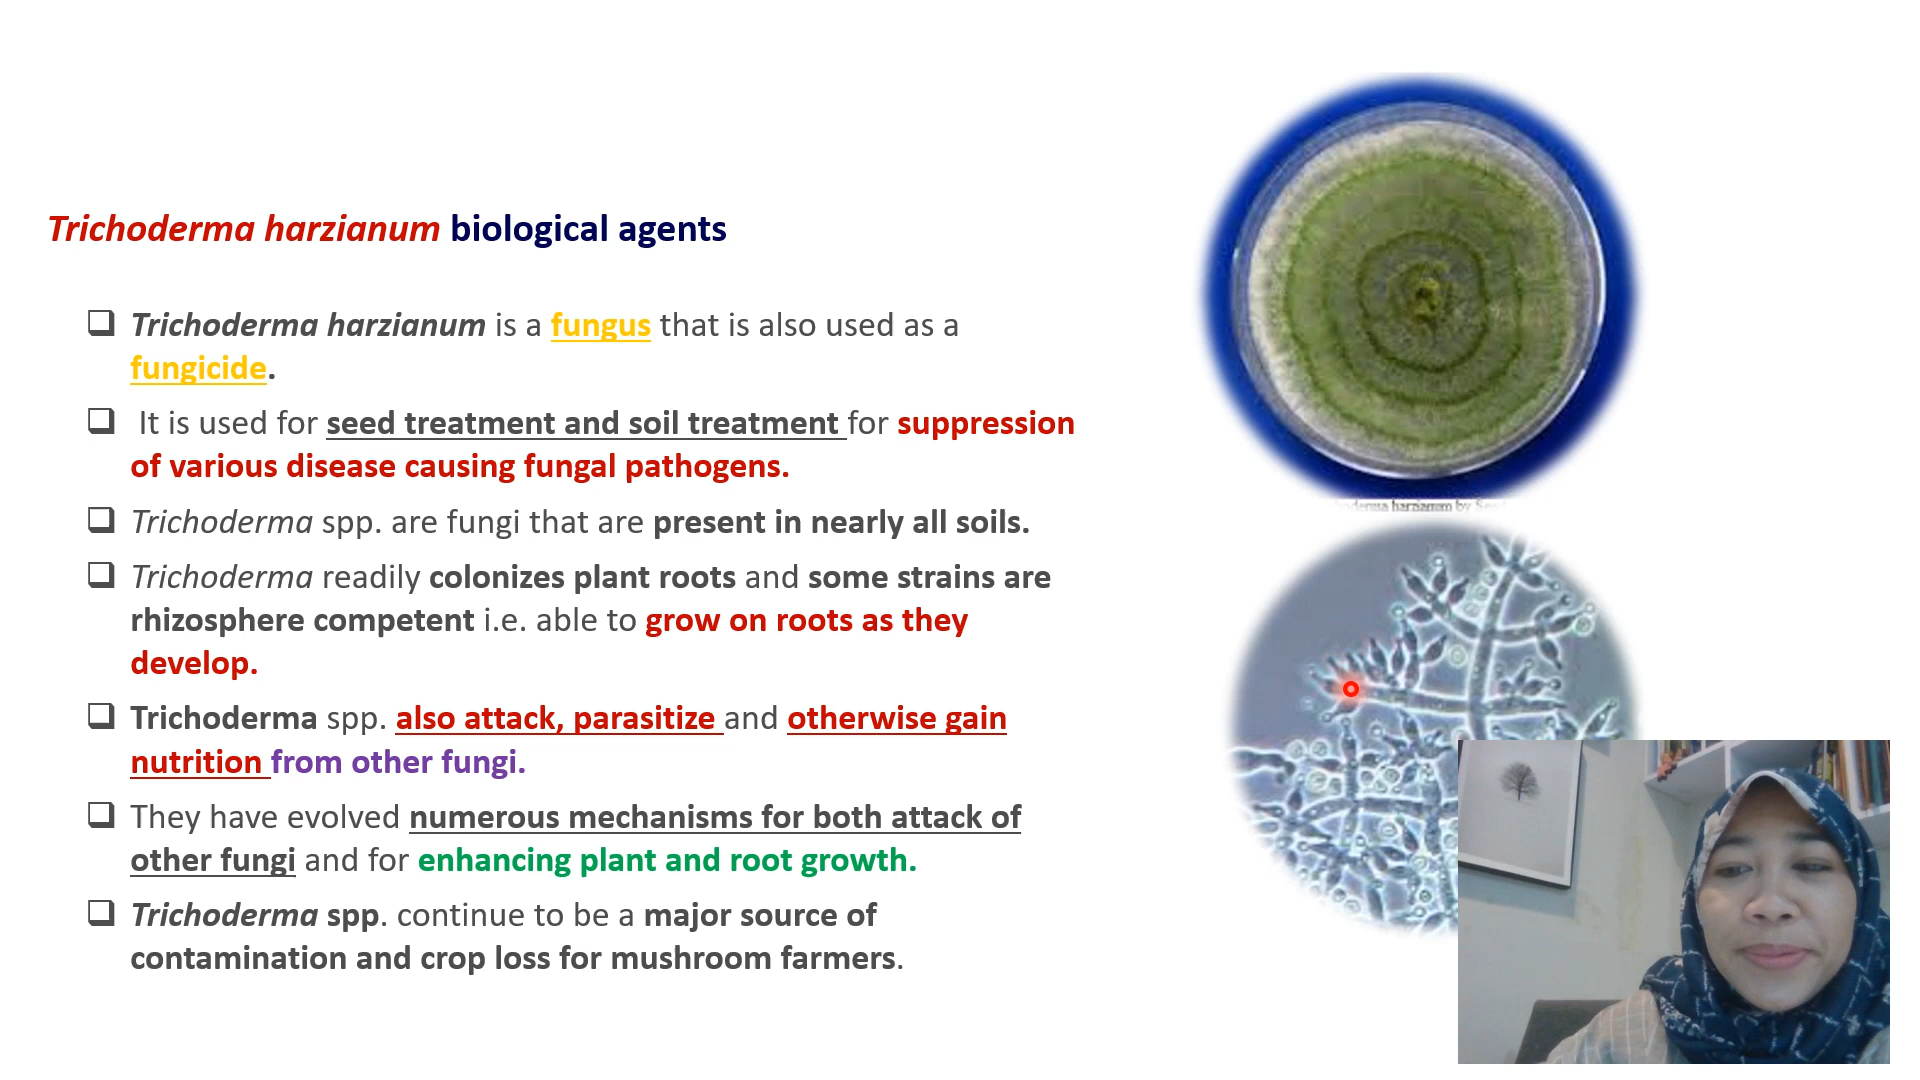 Trichoderma harzianum biological agents
Trichoderma harzianum is a fungus that is also used as a
fungicide.
It is used for seed treatment and soil treatment for suppression
of various disease causing fungal pathogens.
Trichoderma spp. are fungi that are present in nearly all soils.
Trichoderma readily colonizes plant roots and some strains are
rhizosphere competent i.e. able to grow on roots as they
develop.
Trichoderma spp. also attack, parasitize and otherwise gain
nutrition from other fungi.
They have evolved numerous mechanisms for both attack of
other fungi and for enhancing plant and root growth.
Trichoderma spp. continue to be a major source of
contamination and crop loss for mushroom farmers.
harzianum by